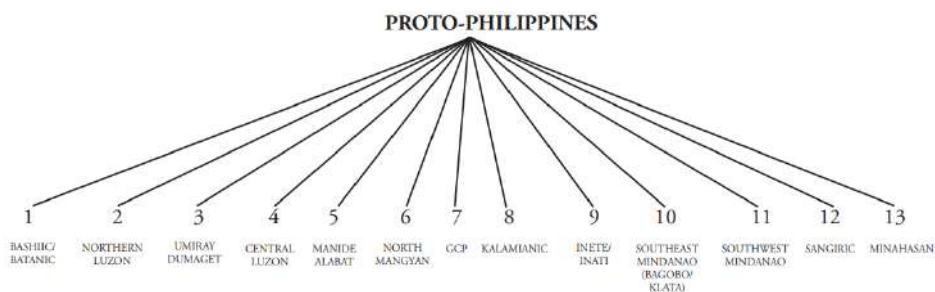 PROTO-PHILIPPINES
1 2 3 4 5 6 7 8 9 10 11 12 13
BASHIIC/
BATANIC
NORTHERN
LUZON
UMIRAY
DUMAGET
CENTRAL
LUZON
MANIDE
ALABAT
NORTH
MANGYAN
GCP
KALAMIANIC
INETE/
INATI
SOUTHEAST
MINDANAO
(BAGOBO/
KLATA)
SOUTHWEST
MINDANAO
SANGIRIC
MINAHASAN